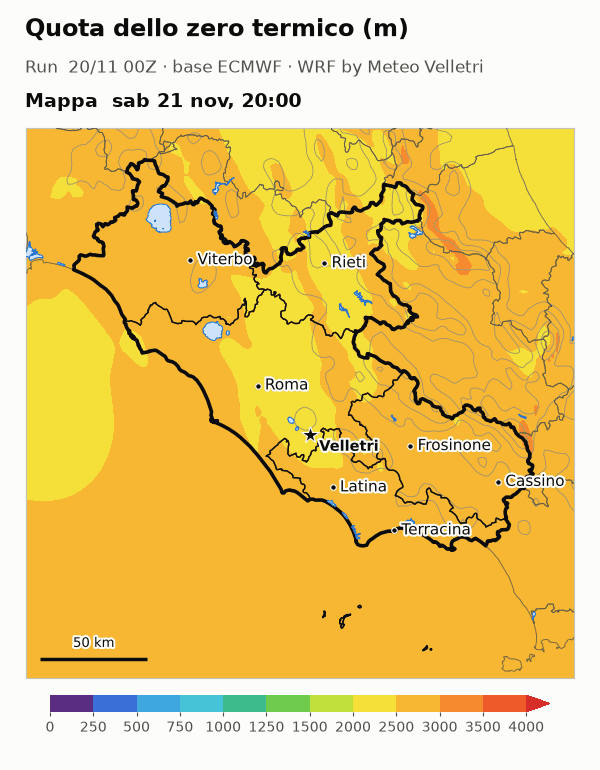 Quota dello zero termico (m)
Run  20/11 00Z · base ECMWF · WRF by Meteo Velletri
Mappa  sab 21 nov, 20:00
Viterbo
Rieti
Roma
Velletri
Frosinone
Cassino
Latina
Terracina
50 km
0 250 500 750 1000 1250 1500 2000 2500 3000 3500 4000